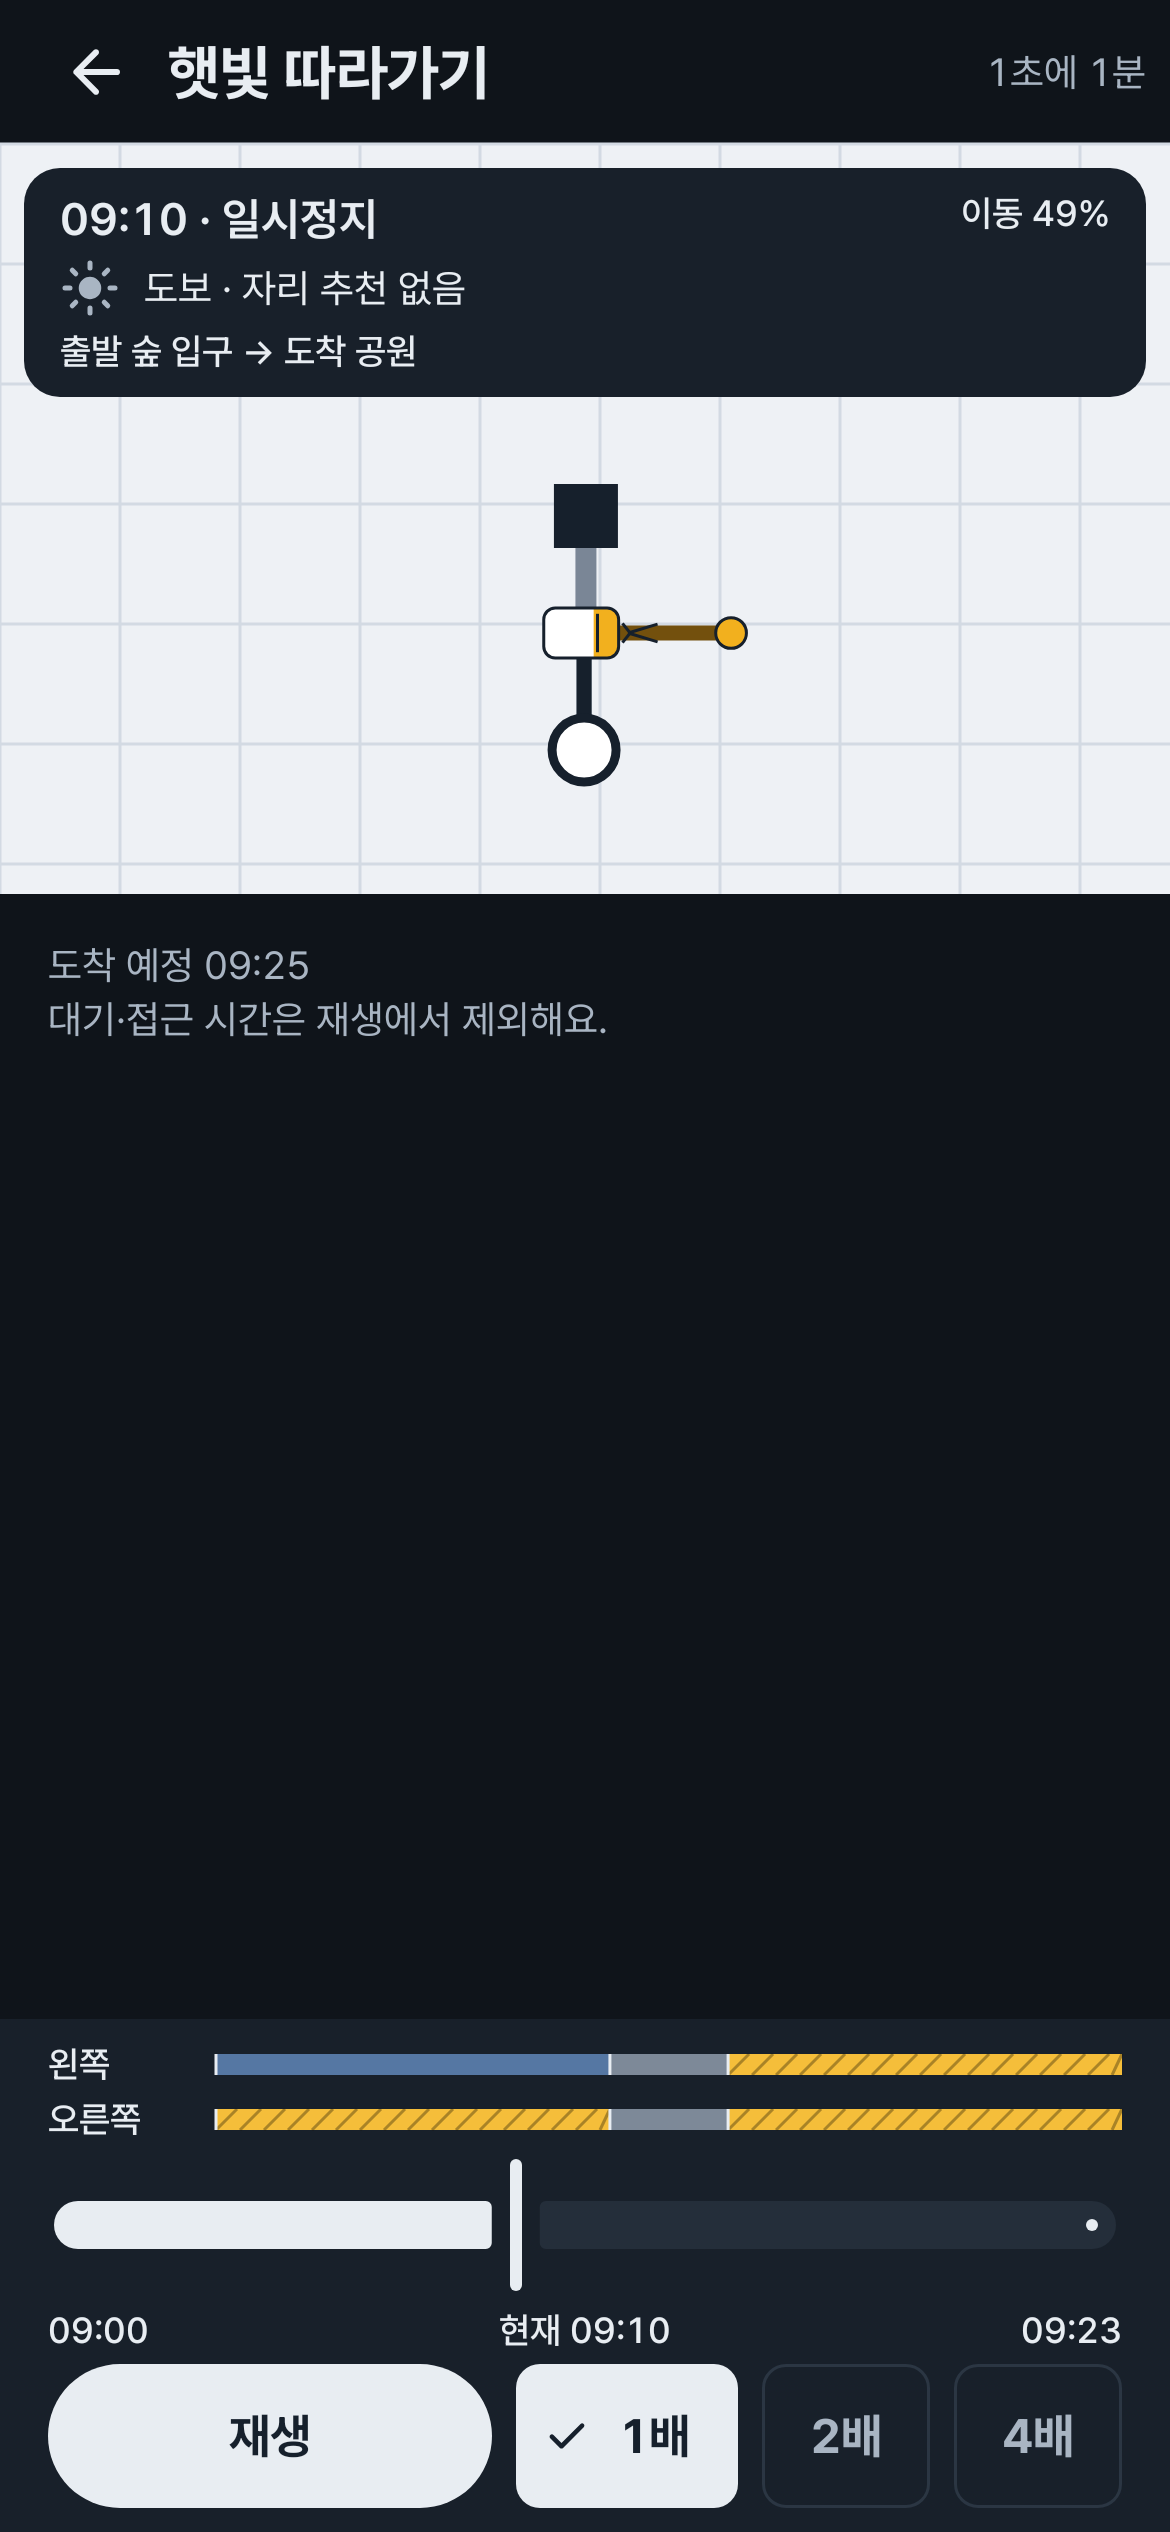 햇빛 따라가기
1초에 1분
09:10 · 일시정지
이동 49%
도보 · 자리 추천 없음
출발 숲 입구 → 도착 공원
도착 예정 09:25
대기·접근 시간은 재생에서 제외해요.
왼쪽
오른쪽
09:00
현재 09:10
09:23
재생
1배
2배
4배